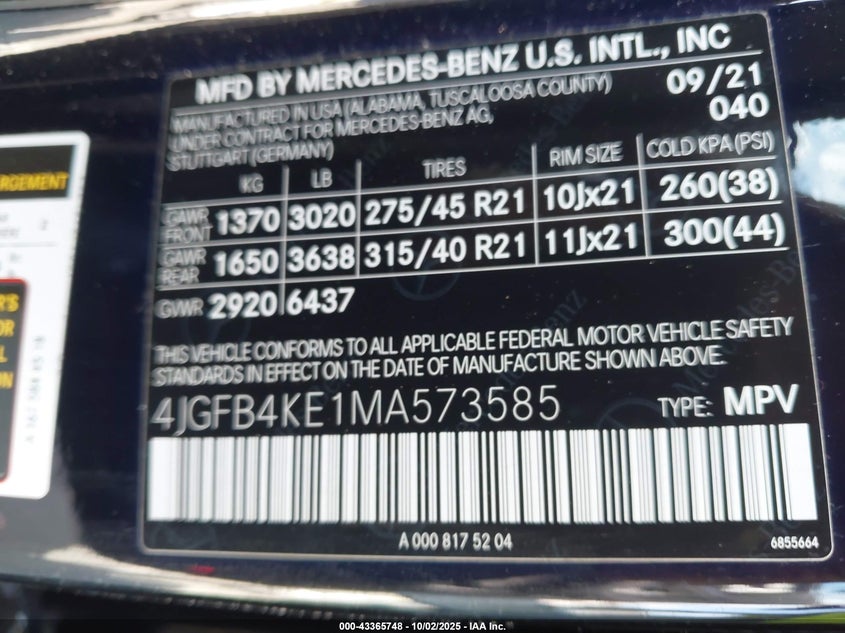 MFD BY MERCEDES-BENZ U.S. INTL., INC
MANUFACTURED IN USA (ALABAMA, TUSCALOOSA COUNTY) 09/21
UNDER CONTRACT FOR MERCEDES-BENZ AG, 040
STUTTGART (GERMANY)
KG LB TIRES RIM SIZE COLD KPA (PSI)
GAWR FRONT 1370 3020 275/45 R21 10Jx21 260(38)
GAWR REAR 1650 3638 315/40 R21 11Jx21 300(44)
GWR 2920 6437
THIS VEHICLE CONFORMS TO ALL APPLICABLE FEDERAL MOTOR VEHICLE SAFETY
STANDARDS IN EFFECT ON THE DATE OF MANUFACTURE SHOWN ABOVE.
4JGFB4KE1MA573585 TYPE: MPV
A 000 817 52 04 6855664
000-43365748 - 10/02/2025 - IAA Inc.